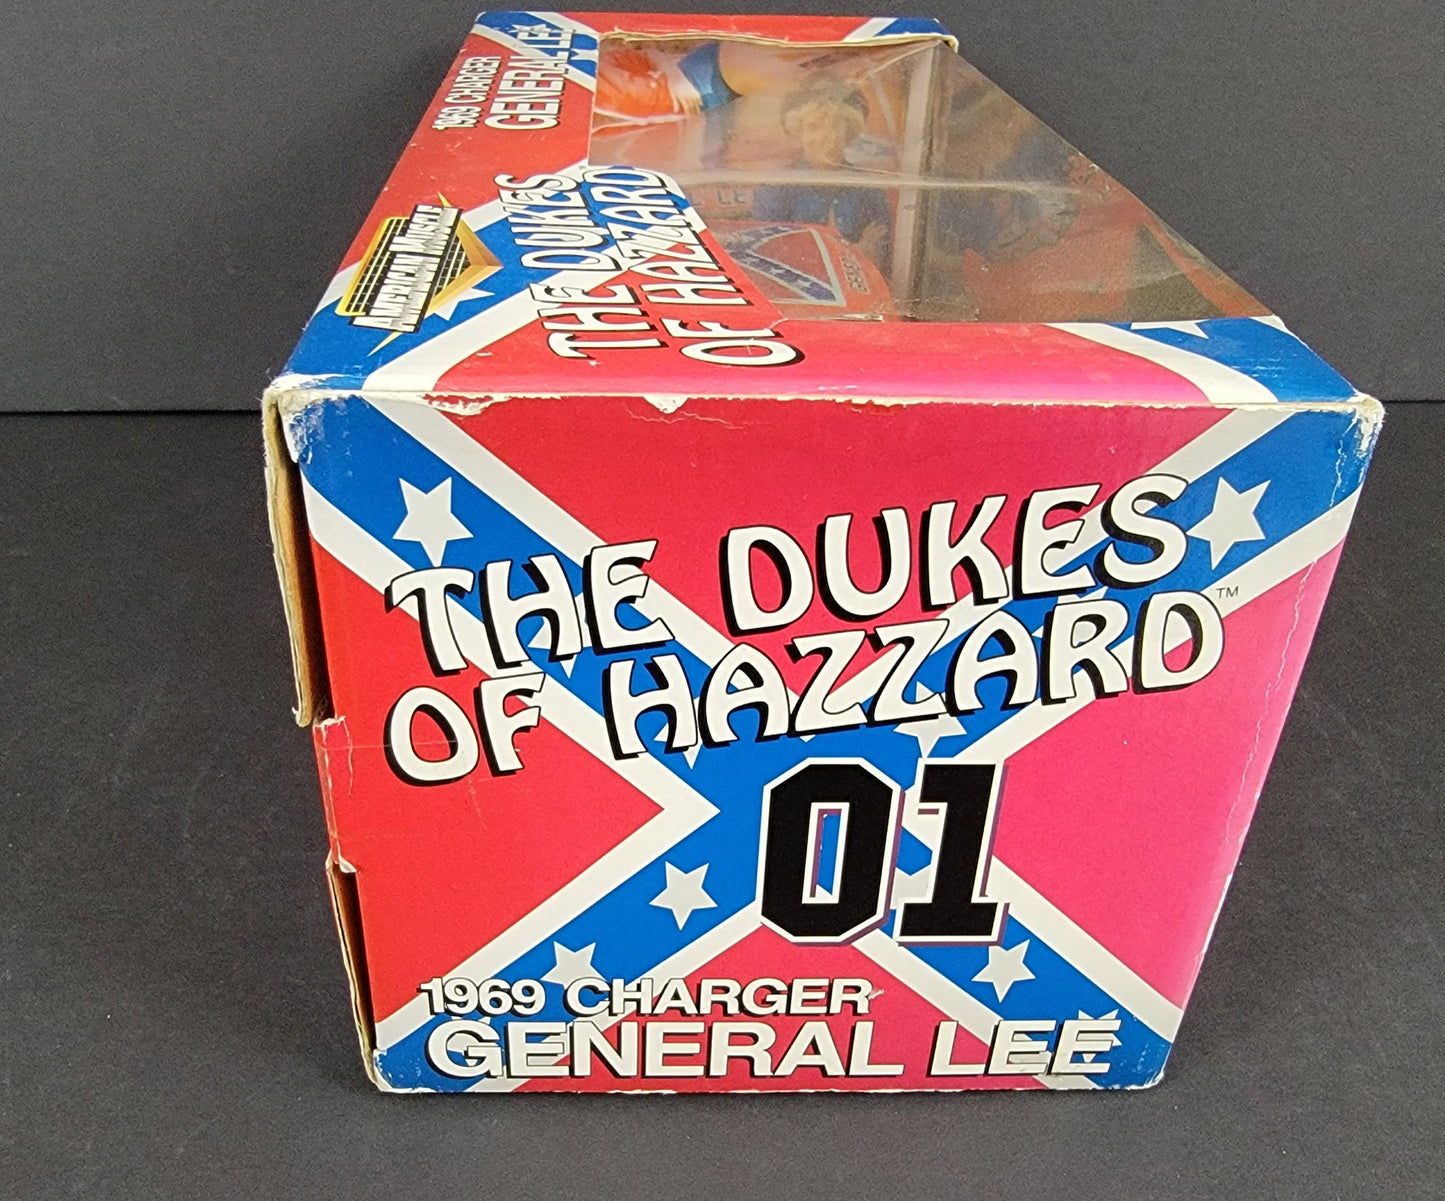 1969 CHARGER
GENERAL LEE
AMERICAN MUSCLE
THE DUKES
OF HAZZARD
THE DUKES
OF HAZZARD™
01
1969 CHARGER
GENERAL LEE